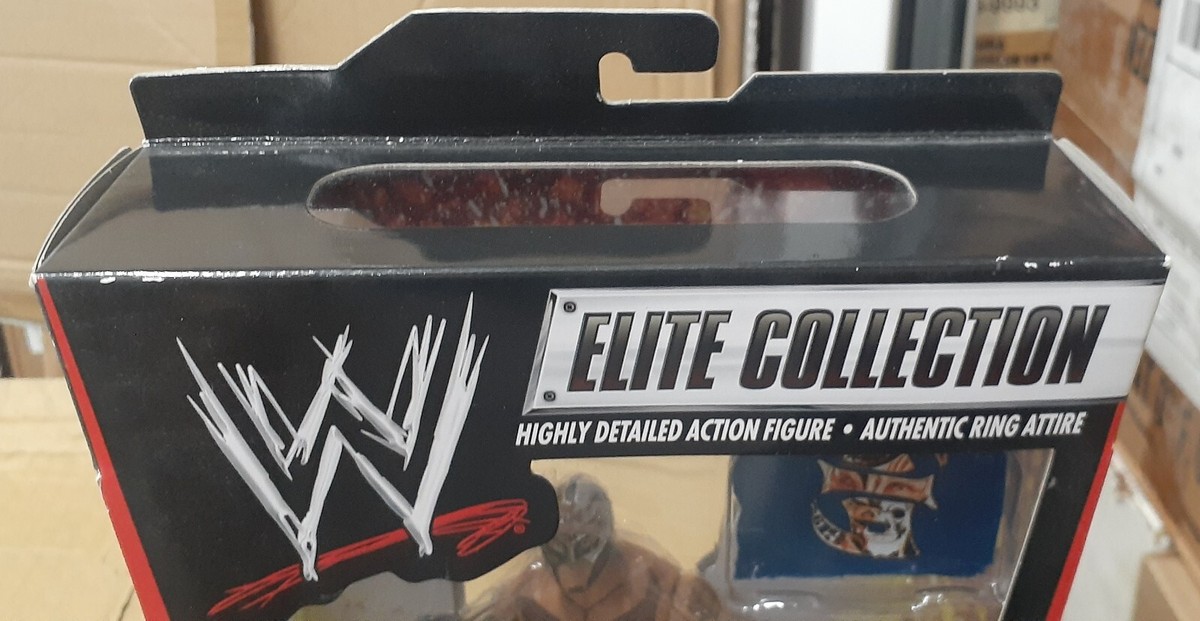 W
ELITE COLLECTION
HIGHLY DETAILED ACTION FIGURE • AUTHENTIC RING ATTIRE